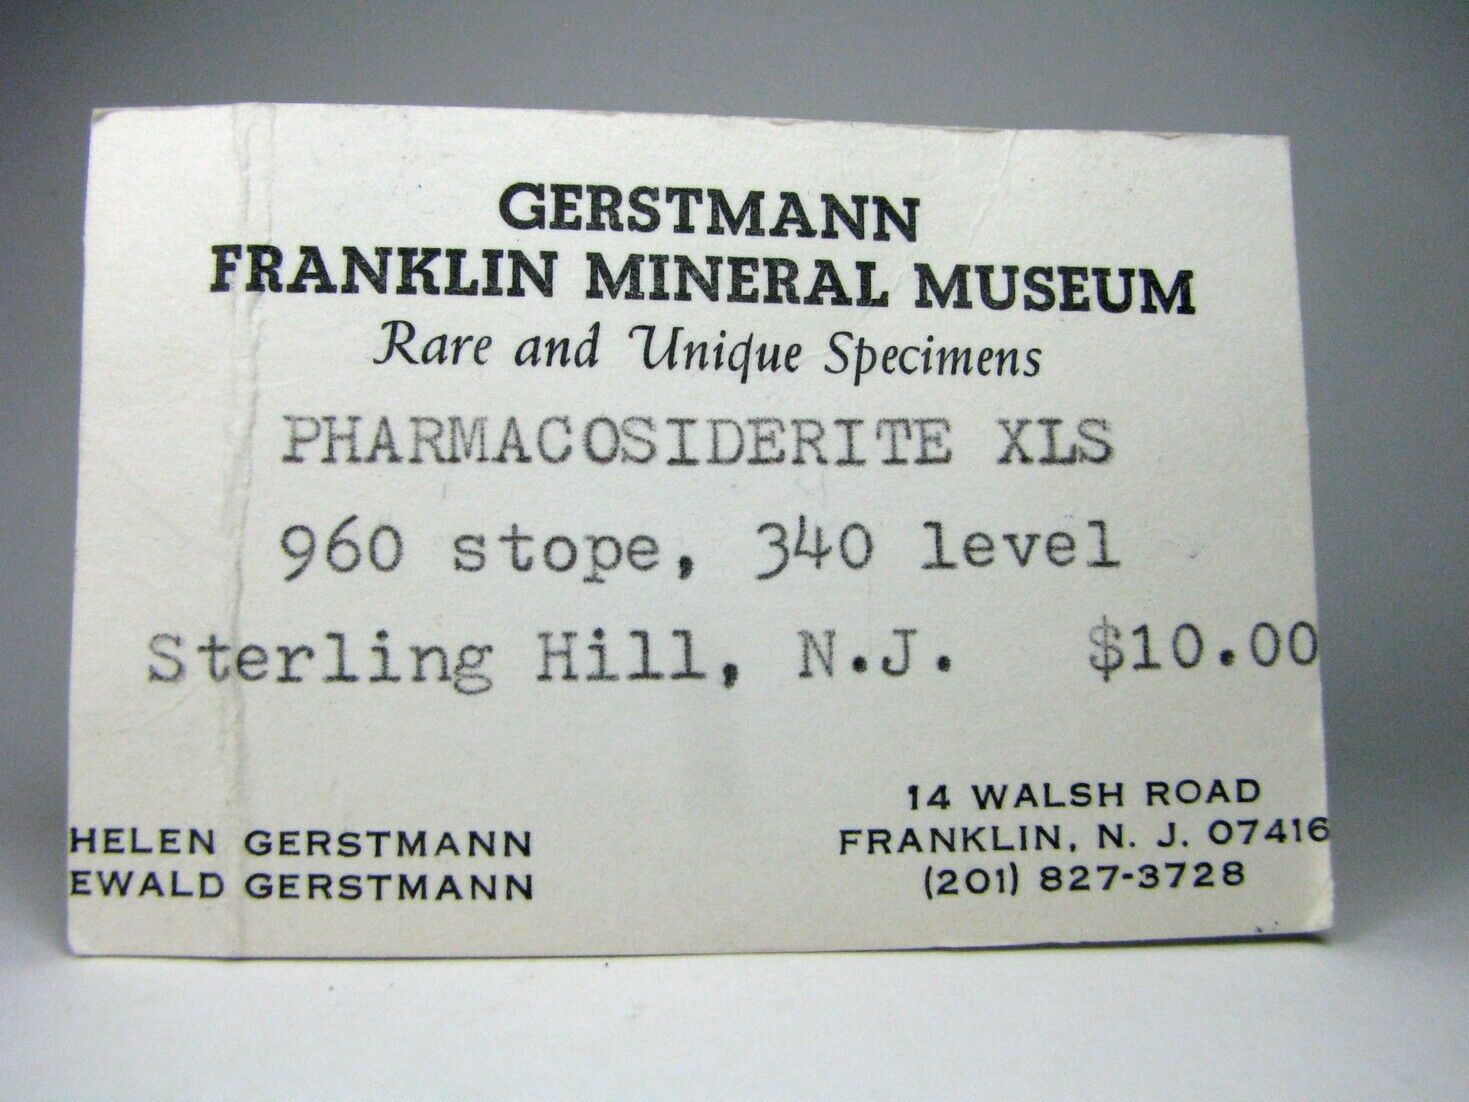 GERSTMANN
FRANKLIN MINERAL MUSEUM
Rare and Unique Specimens
PHARMACOSIDERITE XLS
960 stope, 340 level
Sterling Hill, N.J. $10.00
HELEN GERSTMANN
EWALD GERSTMANN
14 WALSH ROAD
FRANKLIN, N. J. 07416
(201) 827-3728